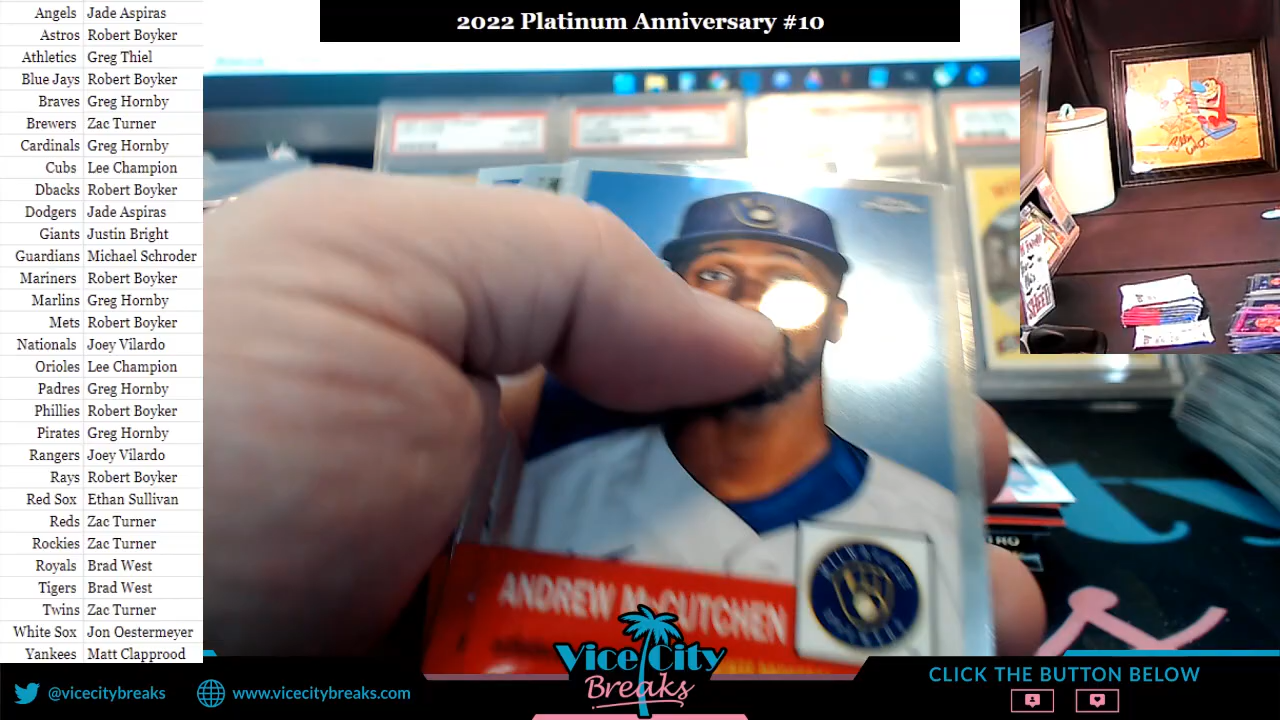 2022 Platinum Anniversary #10
Angels Jade Aspiras
Astros Robert Boyker
Athletics Greg Thiel
Blue Jays Robert Boyker
Braves Greg Hornby
Brewers Zac Turner
Cardinals Greg Hornby
Cubs Lee Champion
Dbacks Robert Boyker
Dodgers Jade Aspiras
Giants Justin Bright
Guardians Michael Schroder
Mariners Robert Boyker
Marlins Greg Hornby
Mets Robert Boyker
Nationals Joey Vilardo
Orioles Lee Champion
Padres Greg Hornby
Phillies Robert Boyker
Pirates Greg Hornby
Rangers Joey Vilardo
Rays Robert Boyker
Red Sox Ethan Sullivan
Reds Zac Turner
Rockies Zac Turner
Royals Brad West
Tigers Brad West
Twins Zac Turner
White Sox Jon Oestermeyer
Yankees Matt Clapprood
ANDREW McCUTCHEN
MILWAUKEE
BREWERS
Vice City
Breaks
@vicecitybreaks
www.vicecitybreaks.com
CLICK THE BUTTON BELOW